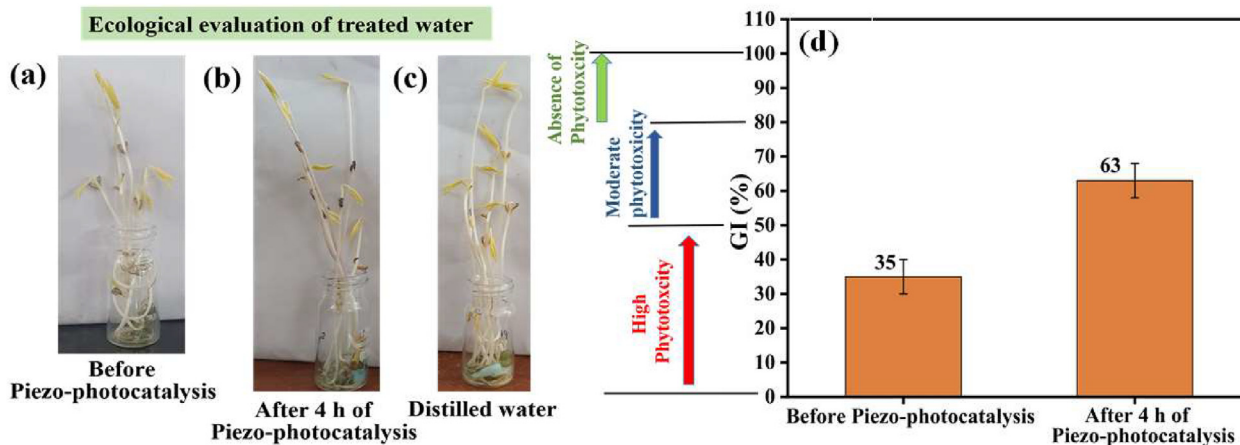 Ecological evaluation of treated water
(a)
Before
Piezo-photocatalysis
(b)
After 4 h of
Piezo-photocatalysis
(c)
Distilled water
Absence of
Phytotoxcity
Moderate
phytotoxicity
High
Phytotoxcity
(d)
GI (%)
110
100
90
80
70
60
50
40
30
20
10
0
35
63
Before Piezo-photocatalysis
After 4 h of
Piezo-photocatalysis